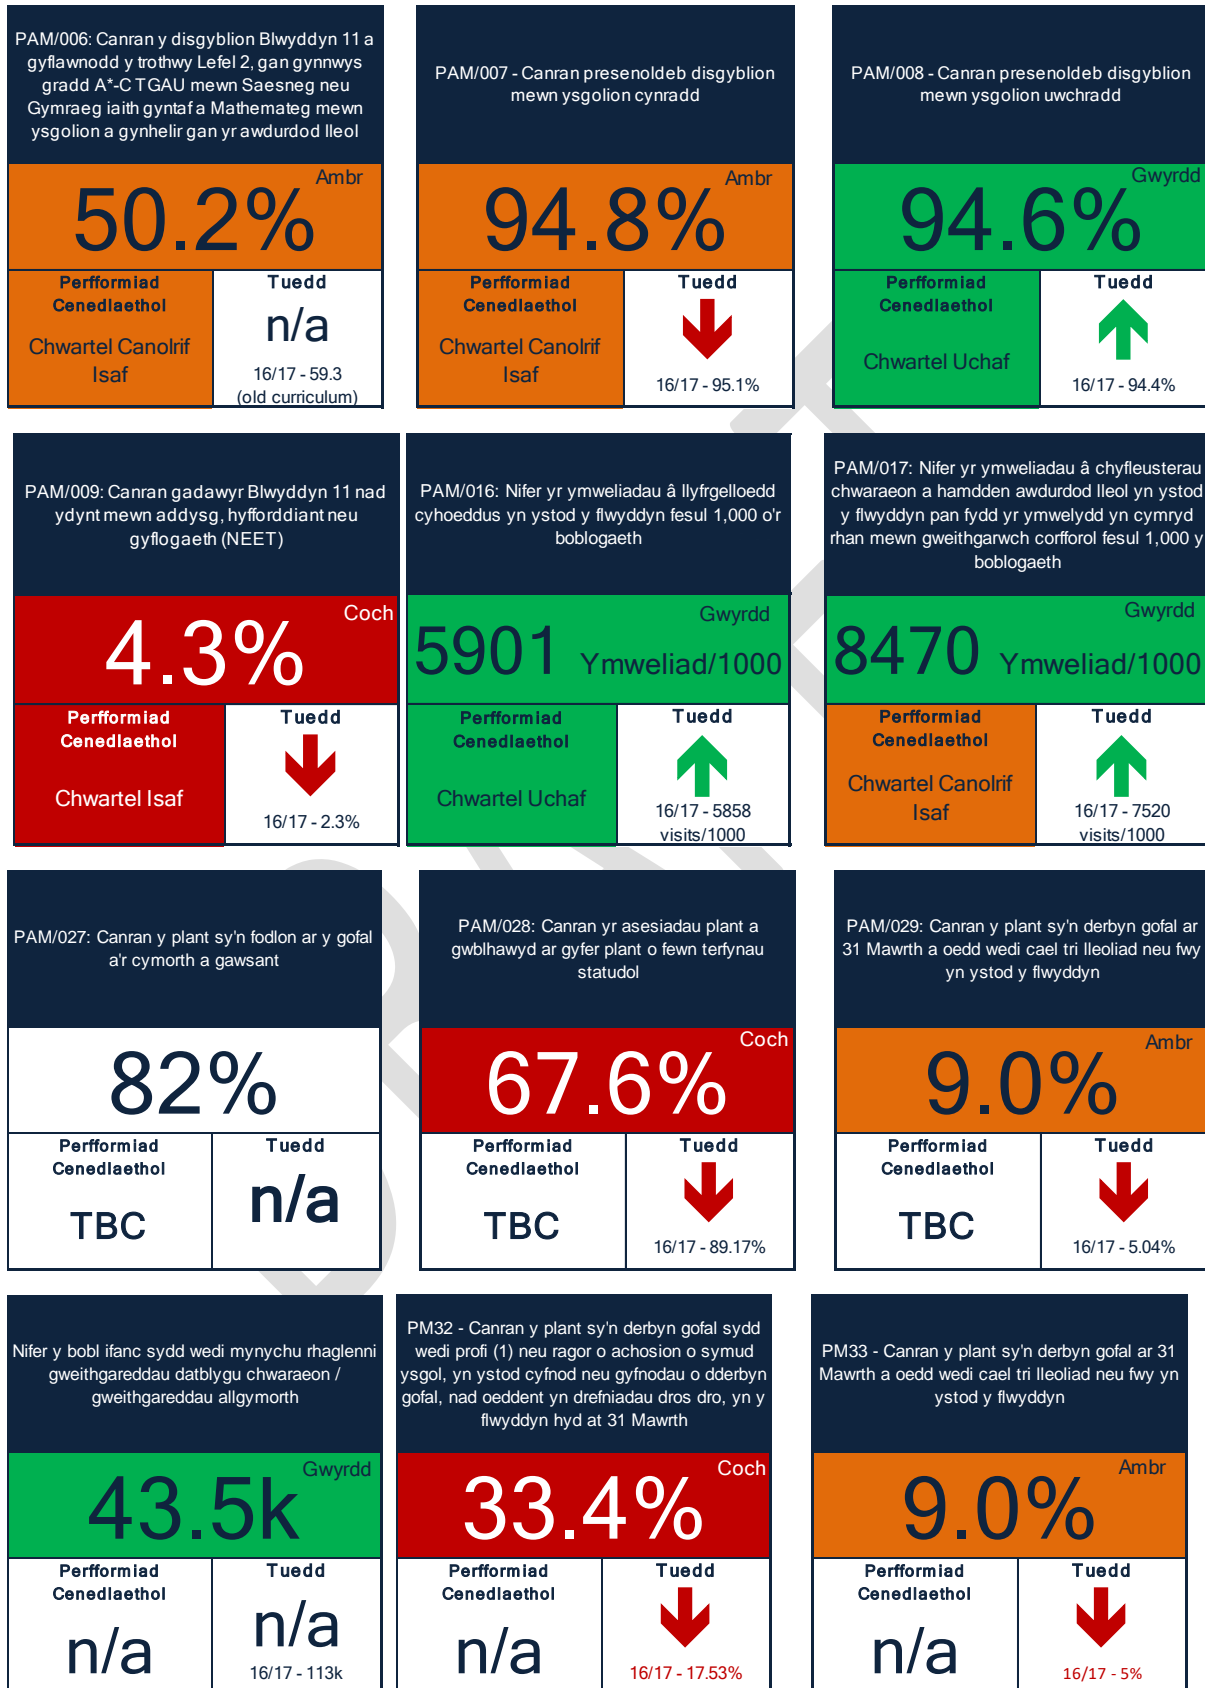 PAM/006: Canran y disgyblion Blwyddyn 11 a
gyflawnodd y trothwy Lefel 2, gan gynnwys
gradd A*-C TGAU mewn Saesneg neu
Gymraeg iaith gyntaf a Mathemateg mewn
ysgolion a gynhelir gan yr awdurdod lleol
Ambr
50.2%
Perfformiad
Cenedlaethol
Chwartel Canolrif
Isaf
Tuedd
n/a
16/17 - 59.3
(old curriculum)
PAM/007 - Canran presenoldeb disgyblion
mewn ysgolion cynradd
Ambr
94.8%
Perfformiad
Cenedlaethol
Chwartel Canolrif
Isaf
Tuedd
16/17 - 95.1%
PAM/008 - Canran presenoldeb disgyblion
mewn ysgolion uwchradd
Gwyrdd
94.6%
Perfformiad
Cenedlaethol
Chwartel Uchaf
Tuedd
16/17 - 94.4%
PAM/009: Canran gadawyr Blwyddyn 11 nad
ydynt mewn addysg, hyfforddiant neu
gyflogaeth (NEET)
Coch
4.3%
Perfformiad
Cenedlaethol
Chwartel Isaf
Tuedd
16/17 - 2.3%
PAM/016: Nifer yr ymweliadau â llyfrgelloedd
cyhoeddus yn ystod y flwyddyn fesul 1,000 o'r
boblogaeth
Gwyrdd
5901 Ymweliad/1000
Perfformiad
Cenedlaethol
Chwartel Uchaf
Tuedd
16/17 - 5858
visits/1000
PAM/017: Nifer yr ymweliadau â chyfleusterau
chwaraeon a hamdden awdurdod lleol yn ystod
y flwyddyn pan fydd yr ymwelydd yn cymryd
rhan mewn gweithgarwch corfforol fesul 1,000 y
boblogaeth
Gwyrdd
8470 Ymweliad/1000
Perfformiad
Cenedlaethol
Chwartel Canolrif
Isaf
Tuedd
16/17 - 7520
visits/1000
PAM/027: Canran y plant sy'n fodlon ar y gofal
a'r cymorth a gawsant
82%
Perfformiad
Cenedlaethol
TBC
Tuedd
n/a
PAM/028: Canran yr asesiadau plant a
gwblhawyd ar gyfer plant o fewn terfynau
statudol
Coch
67.6%
Perfformiad
Cenedlaethol
TBC
Tuedd
16/17 - 89.17%
PAM/029: Canran y plant sy'n derbyn gofal ar
31 Mawrth a oedd wedi cael tri lleoliad neu fwy
yn ystod y flwyddyn
Ambr
9.0%
Perfformiad
Cenedlaethol
TBC
Tuedd
16/17 - 5.04%
Nifer y bobl ifanc sydd wedi mynychu rhaglenni
gweithgareddau datblygu chwaraeon /
gweithgareddau allgymorth
Gwyrdd
43.5k
Perfformiad
Cenedlaethol
n/a
Tuedd
n/a
16/17 - 113k
PM32 - Canran y plant sy'n derbyn gofal sydd
wedi profi (1) neu ragor o achosion o symud
ysgol, yn ystod cyfnod neu gyfnodau o dderbyn
gofal, nad oeddent yn drefniadau dros dro, yn y
flwyddyn hyd at 31 Mawrth
Coch
33.4%
Perfformiad
Cenedlaethol
n/a
Tuedd
16/17 - 17.53%
PM33 - Canran y plant sy'n derbyn gofal ar 31
Mawrth a oedd wedi cael tri lleoliad neu fwy yn
ystod y flwyddyn
Ambr
9.0%
Perfformiad
Cenedlaethol
n/a
Tuedd
16/17 - 5%